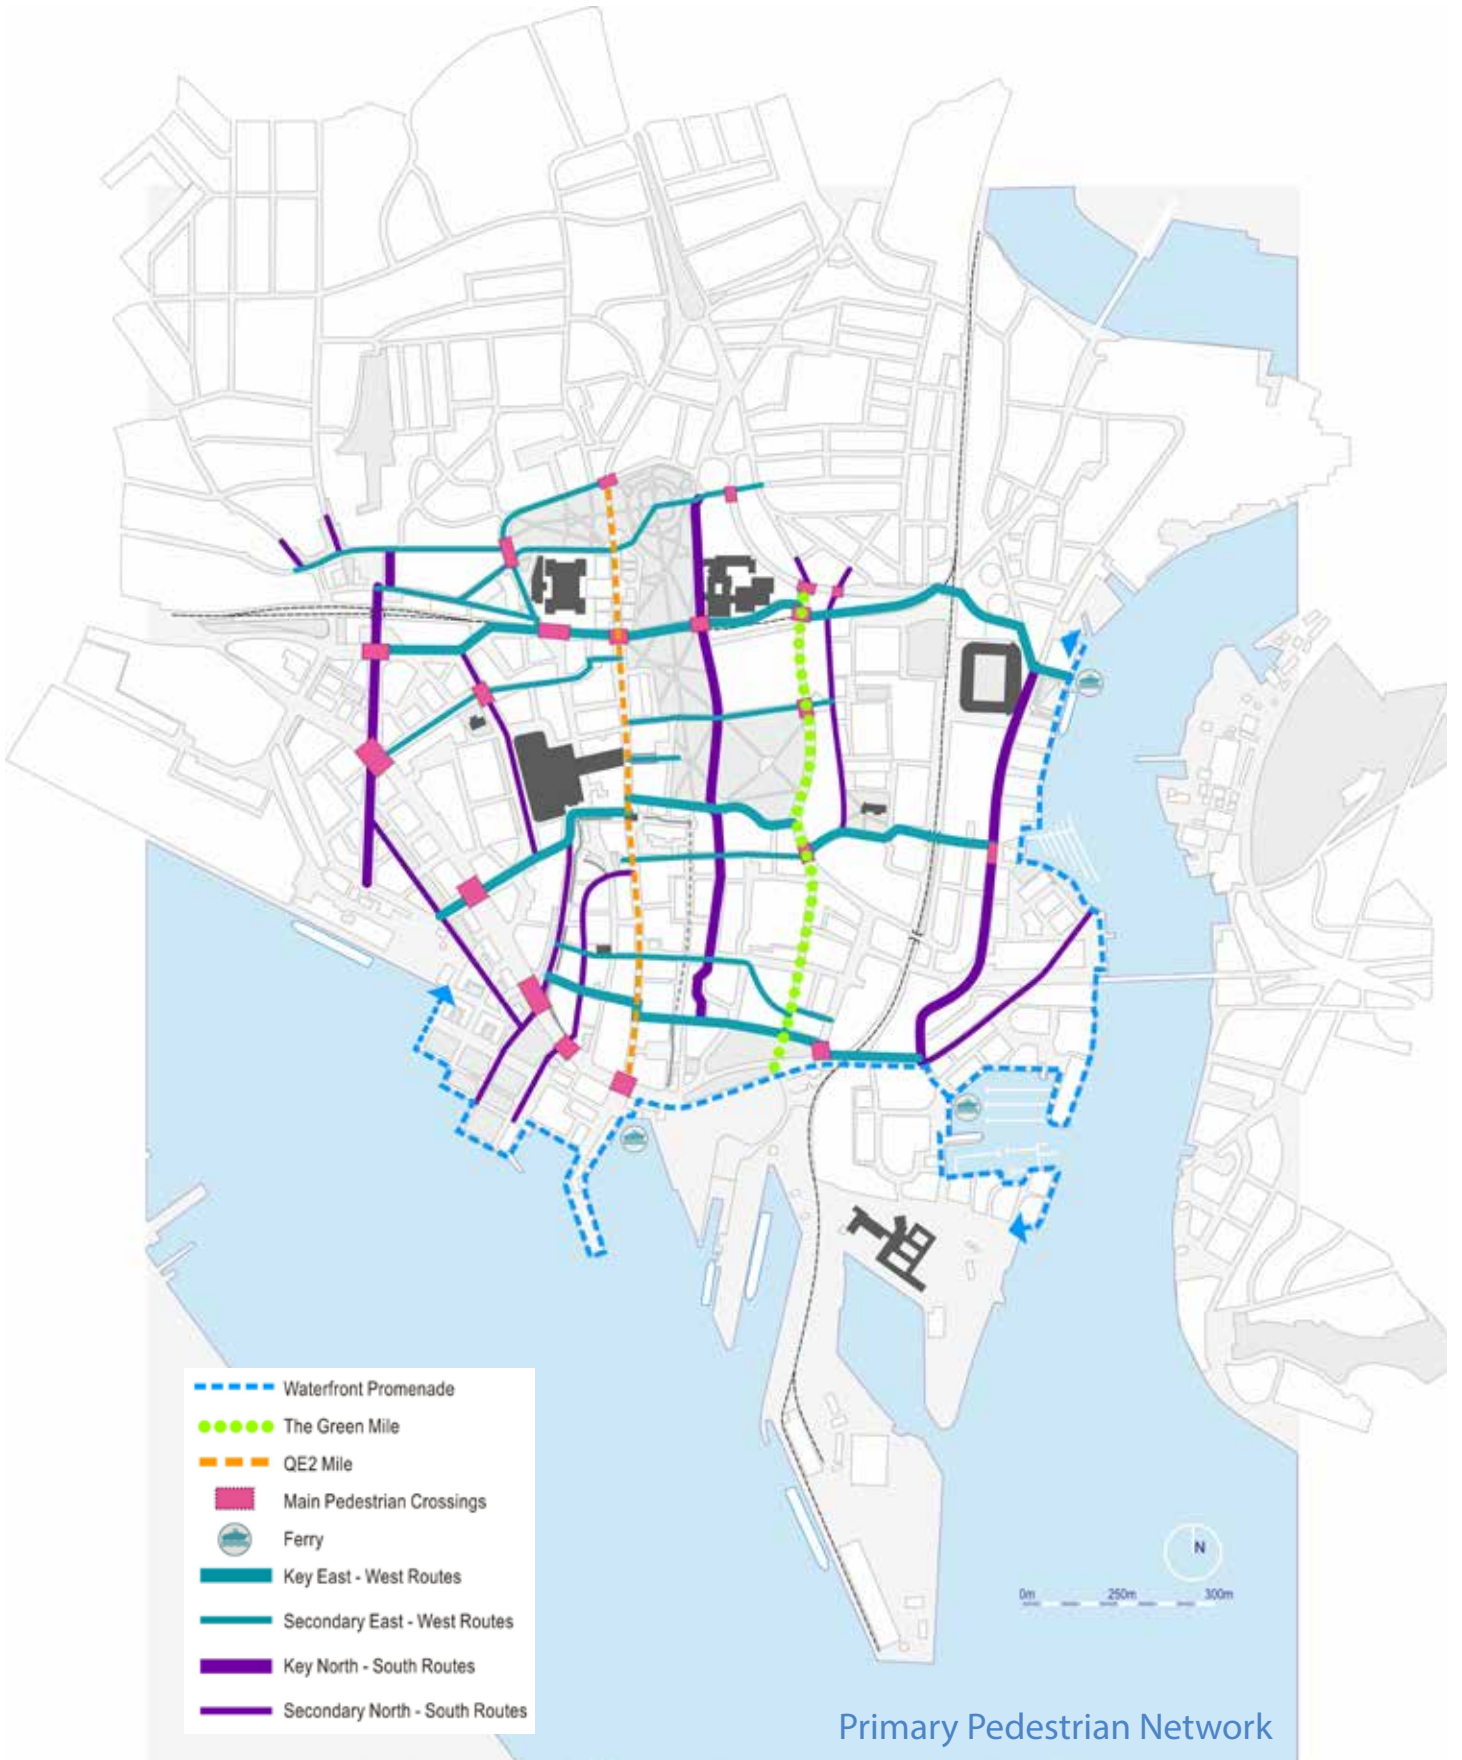 Waterfront Promenade
The Green Mile
QE2 Mile
Main Pedestrian Crossings
Ferry
Key East - West Routes
Secondary East - West Routes
Key North - South Routes
Secondary North - South Routes
N
0m 250m 300m
Primary Pedestrian Network